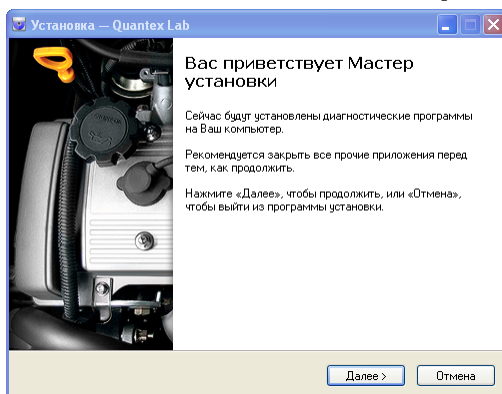 Установка — Quantex Lab
Вас приветствует Мастер
установки
Сейчас будут установлены диагностические программы
на Ваш компьютер.
Рекомендуется закрыть все прочие приложения перед
тем, как продолжить.
Нажмите «Далее», чтобы продолжить, или «Отмена»,
чтобы выйти из программы установки.
Далее >
Отмена